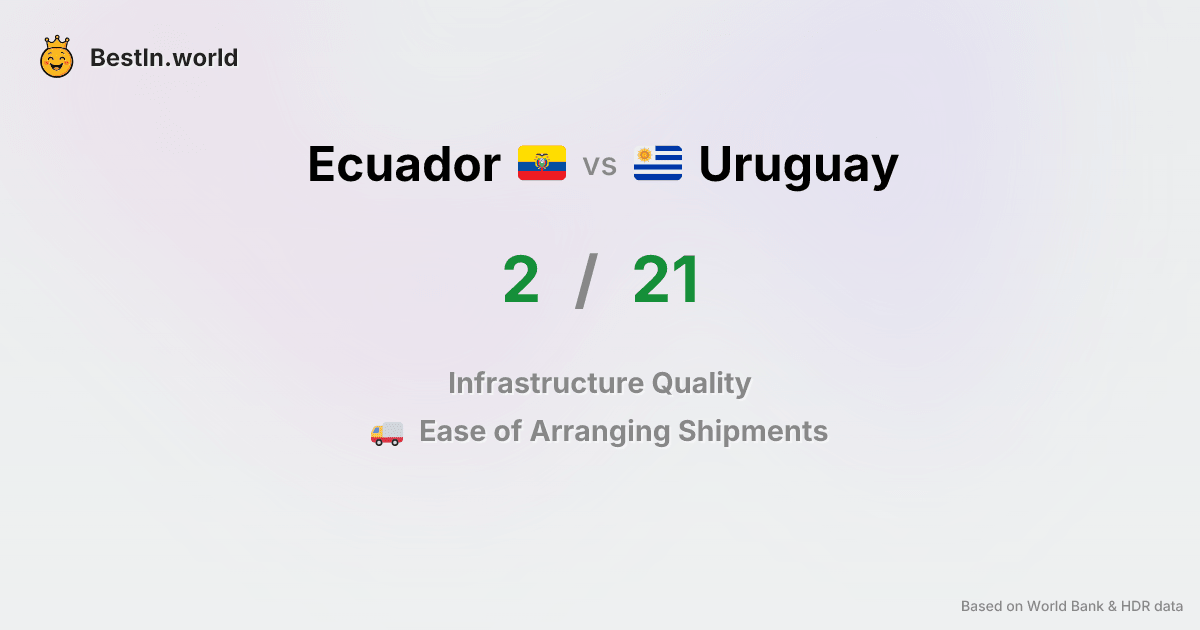 BestIn.world
Ecuador vs Uruguay
2 / 21
Infrastructure Quality
Ease of Arranging Shipments
Based on World Bank & HDR data